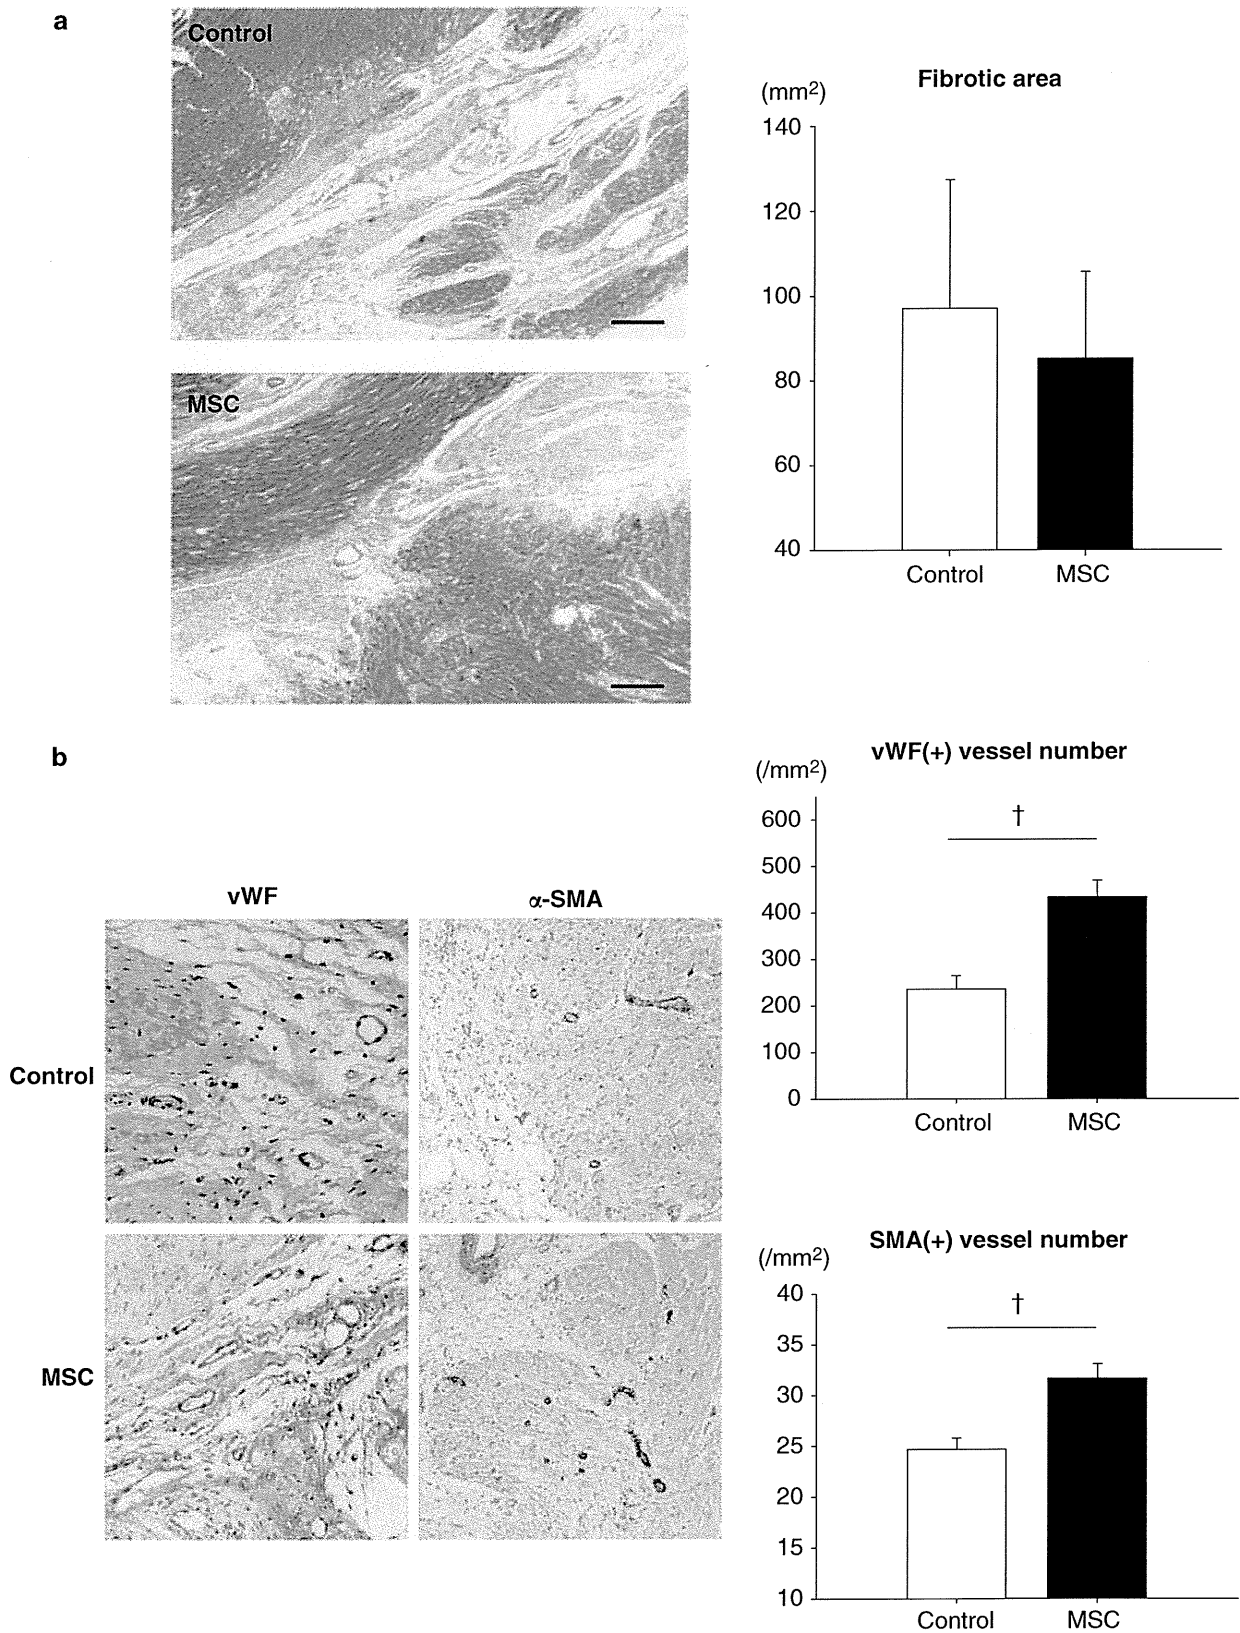 a
Control
MSC
Fibrotic area
(mm2)
140
120
100
80
60
40
Control MSC
b
vWF α-SMA
Control
MSC
vWF(+) vessel number
(/mm2)
†
600
500
400
300
200
100
0
Control MSC
SMA(+) vessel number
(/mm2)
†
40
35
30
25
20
15
10
Control MSC